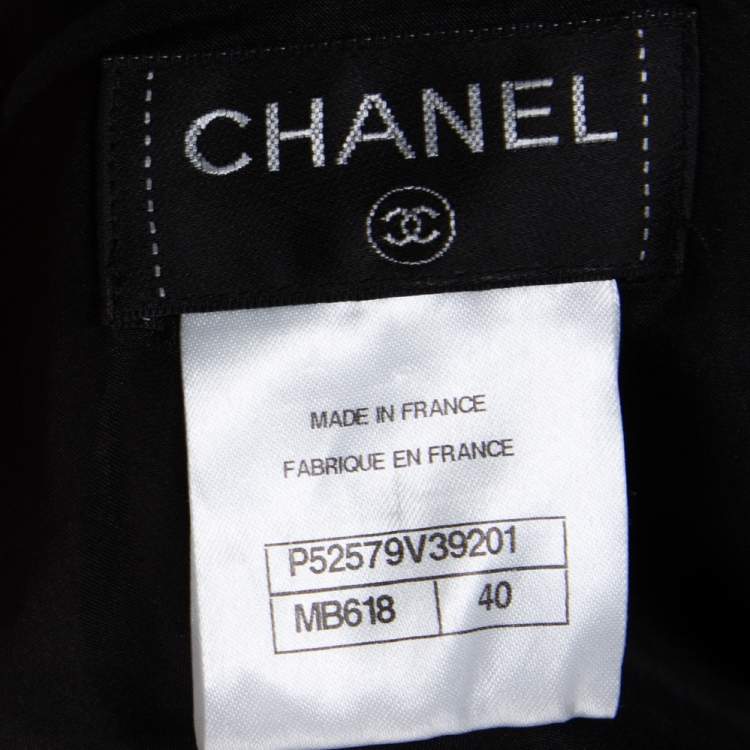 CHANEL
MADE IN FRANCE
FABRIQUE EN FRANCE
P52579V39201
MB618 40